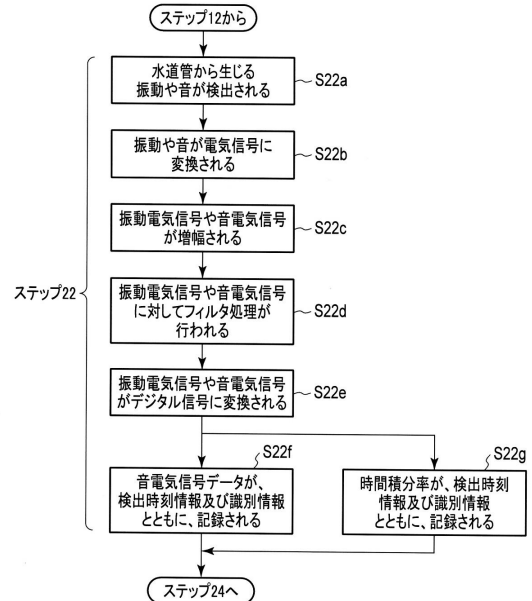 ステップ12から
水道管から生じる
振動や音が検出される
S22a
振動や音が電気信号に
変換される
S22b
振動電気信号や音電気信号
が増幅される
S22c
ステップ22
振動電気信号や音電気信号
に対してフィルタ処理が
行われる
S22d
振動電気信号や音電気信号
がデジタル信号に変換される
S22e
S22f
音電気信号データが、
検出時刻情報及び識別情報
とともに、記録される
S22g
時間積分率が、検出時刻
情報及び識別情報
とともに、記録される
ステップ24へ